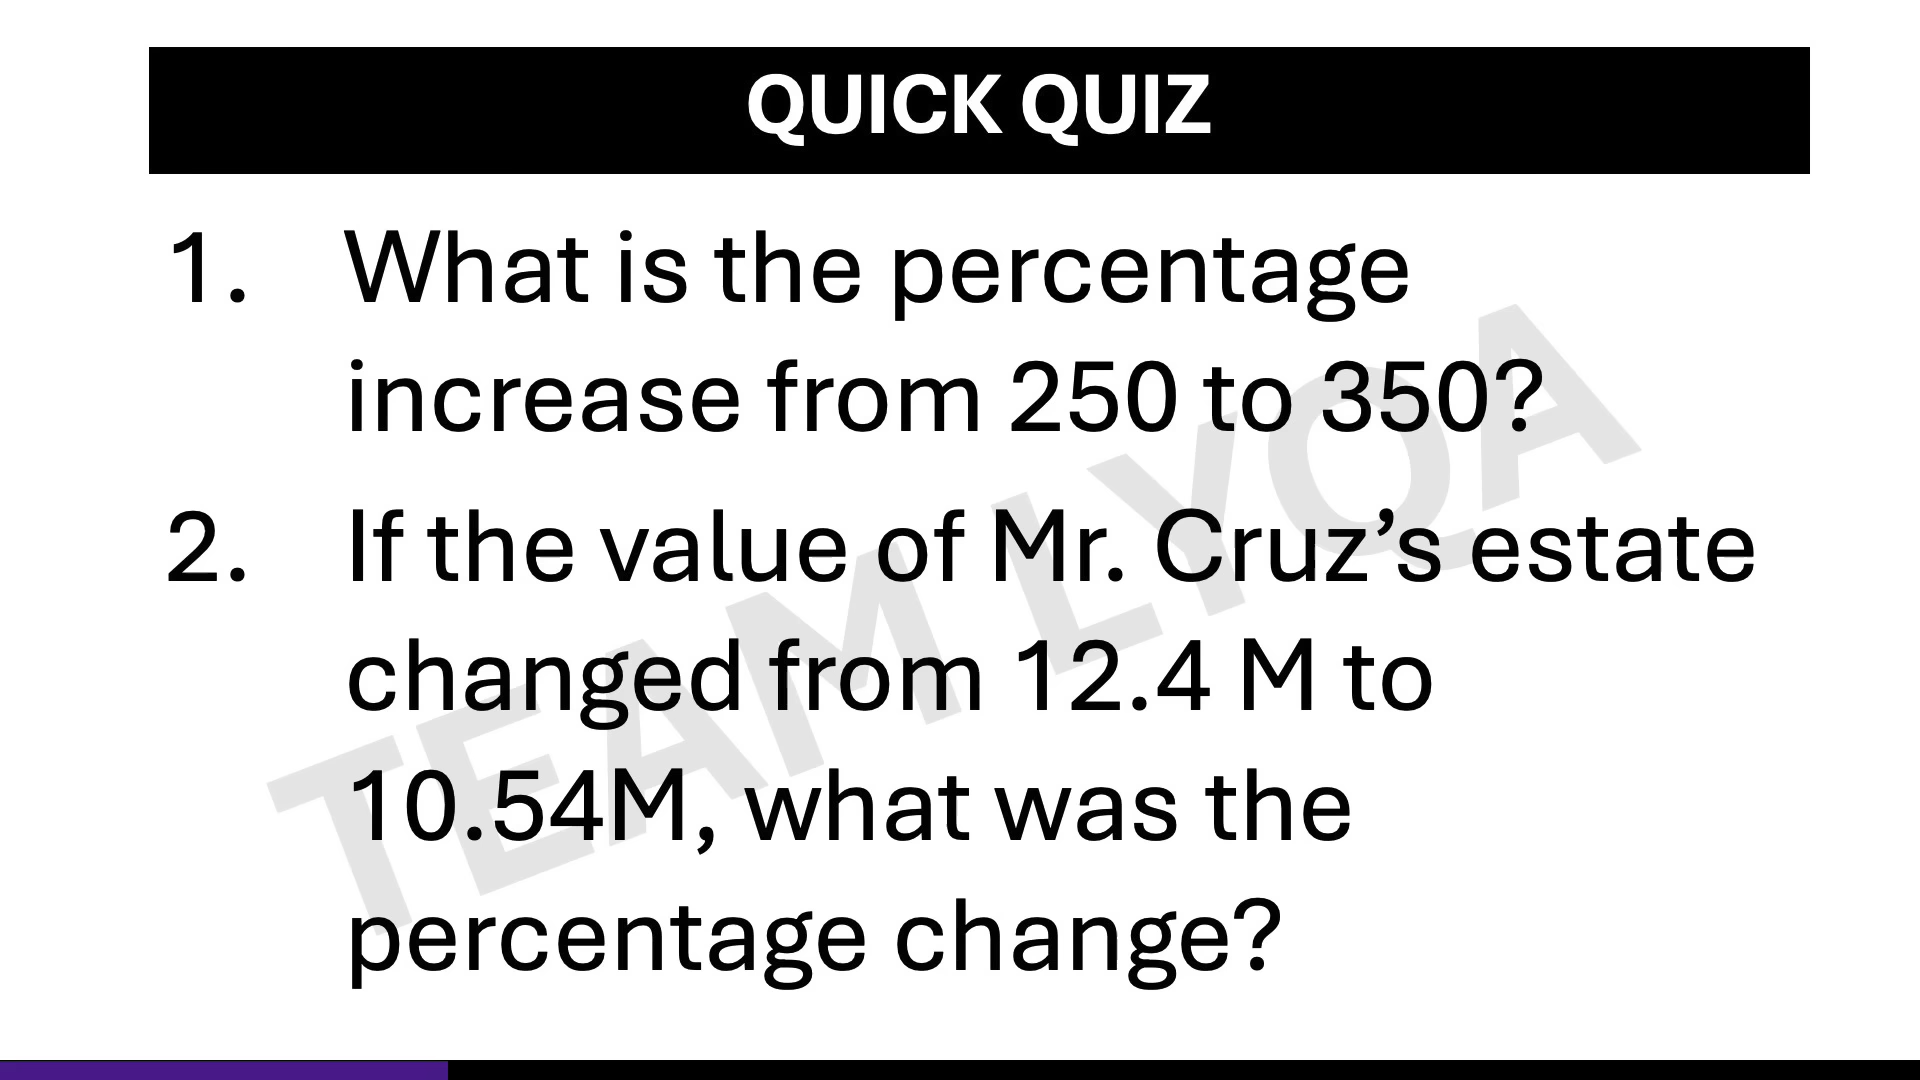 QUICK QUIZ
1. What is the percentage
increase from 250 to 350?
2. If the value of Mr. Cruz’s estate
changed from 12.4 M to
10.54M, what was the
percentage change?
TEAM LYQA